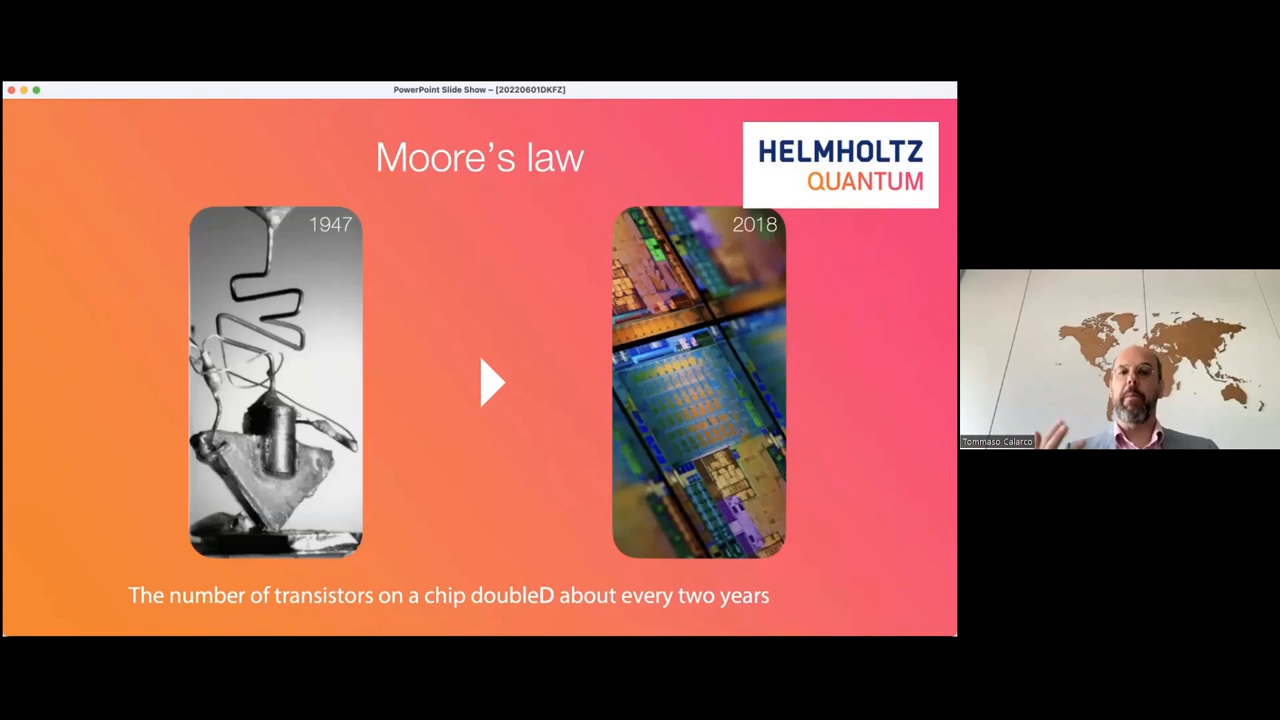 PowerPoint Slide Show – [20220601DKFZ]
Moore's law
HELMHOLTZ
QUANTUM
1947
2018
The number of transistors on a chip doubleD about every two years
Tommaso Calarco